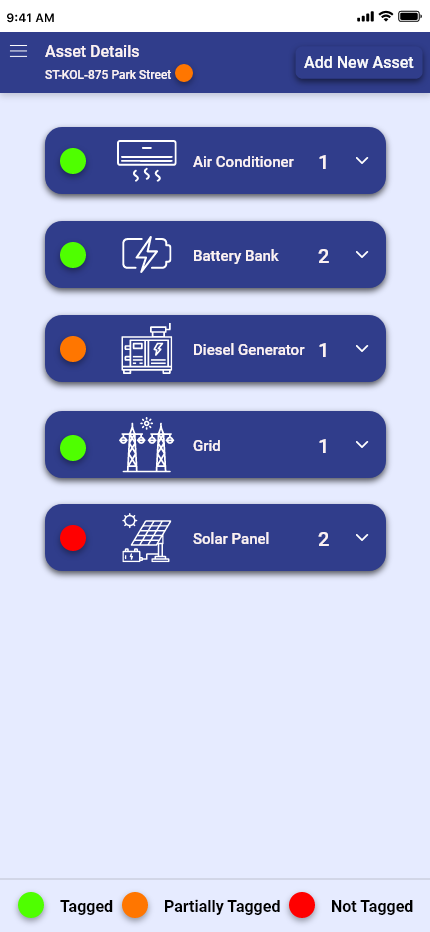 9:41 AM
Asset Details
ST-KOL-875 Park Street
Add New Asset
Air Conditioner 1
Battery Bank 2
Diesel Generator 1
Grid 1
Solar Panel 2
Tagged Partially Tagged Not Tagged